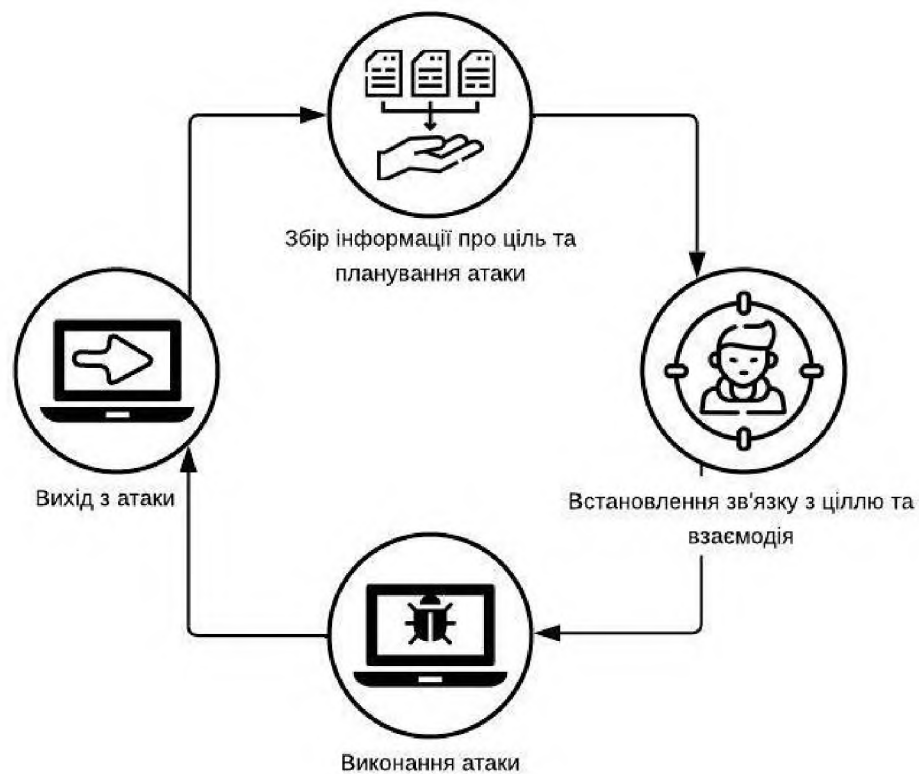 Збір інформації про ціль та
планування атаки
Встановлення зв'язку з ціллю та
взаємодія
Вихід з атаки
Виконання атаки